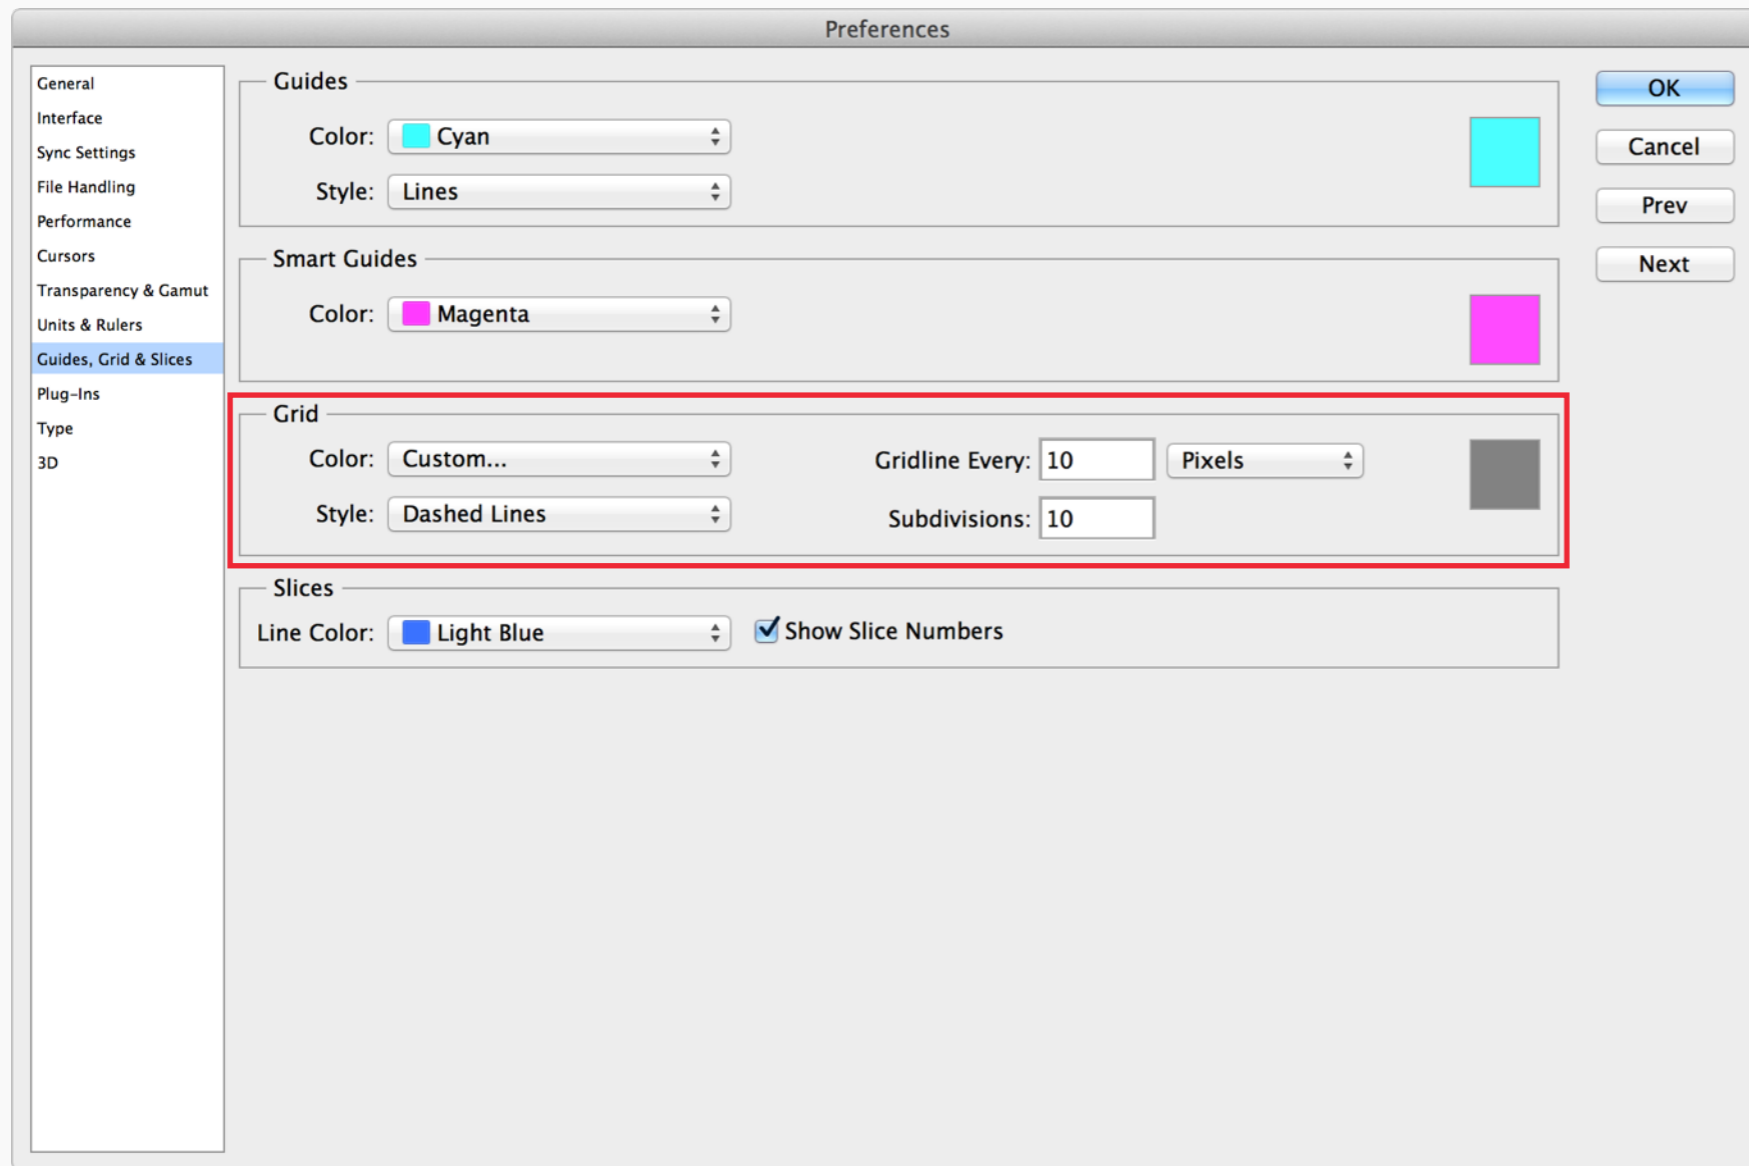 Preferences
General
Interface
Sync Settings
File Handling
Performance
Cursors
Transparency & Gamut
Units & Rulers
Guides, Grid & Slices
Plug-Ins
Type
3D
Guides
Color: Cyan
Style: Lines
Smart Guides
Color: Magenta
Grid
Color: Custom... Gridline Every: 10 Pixels
Style: Dashed Lines Subdivisions: 10
Slices
Line Color: Light Blue Show Slice Numbers
OK
Cancel
Prev
Next